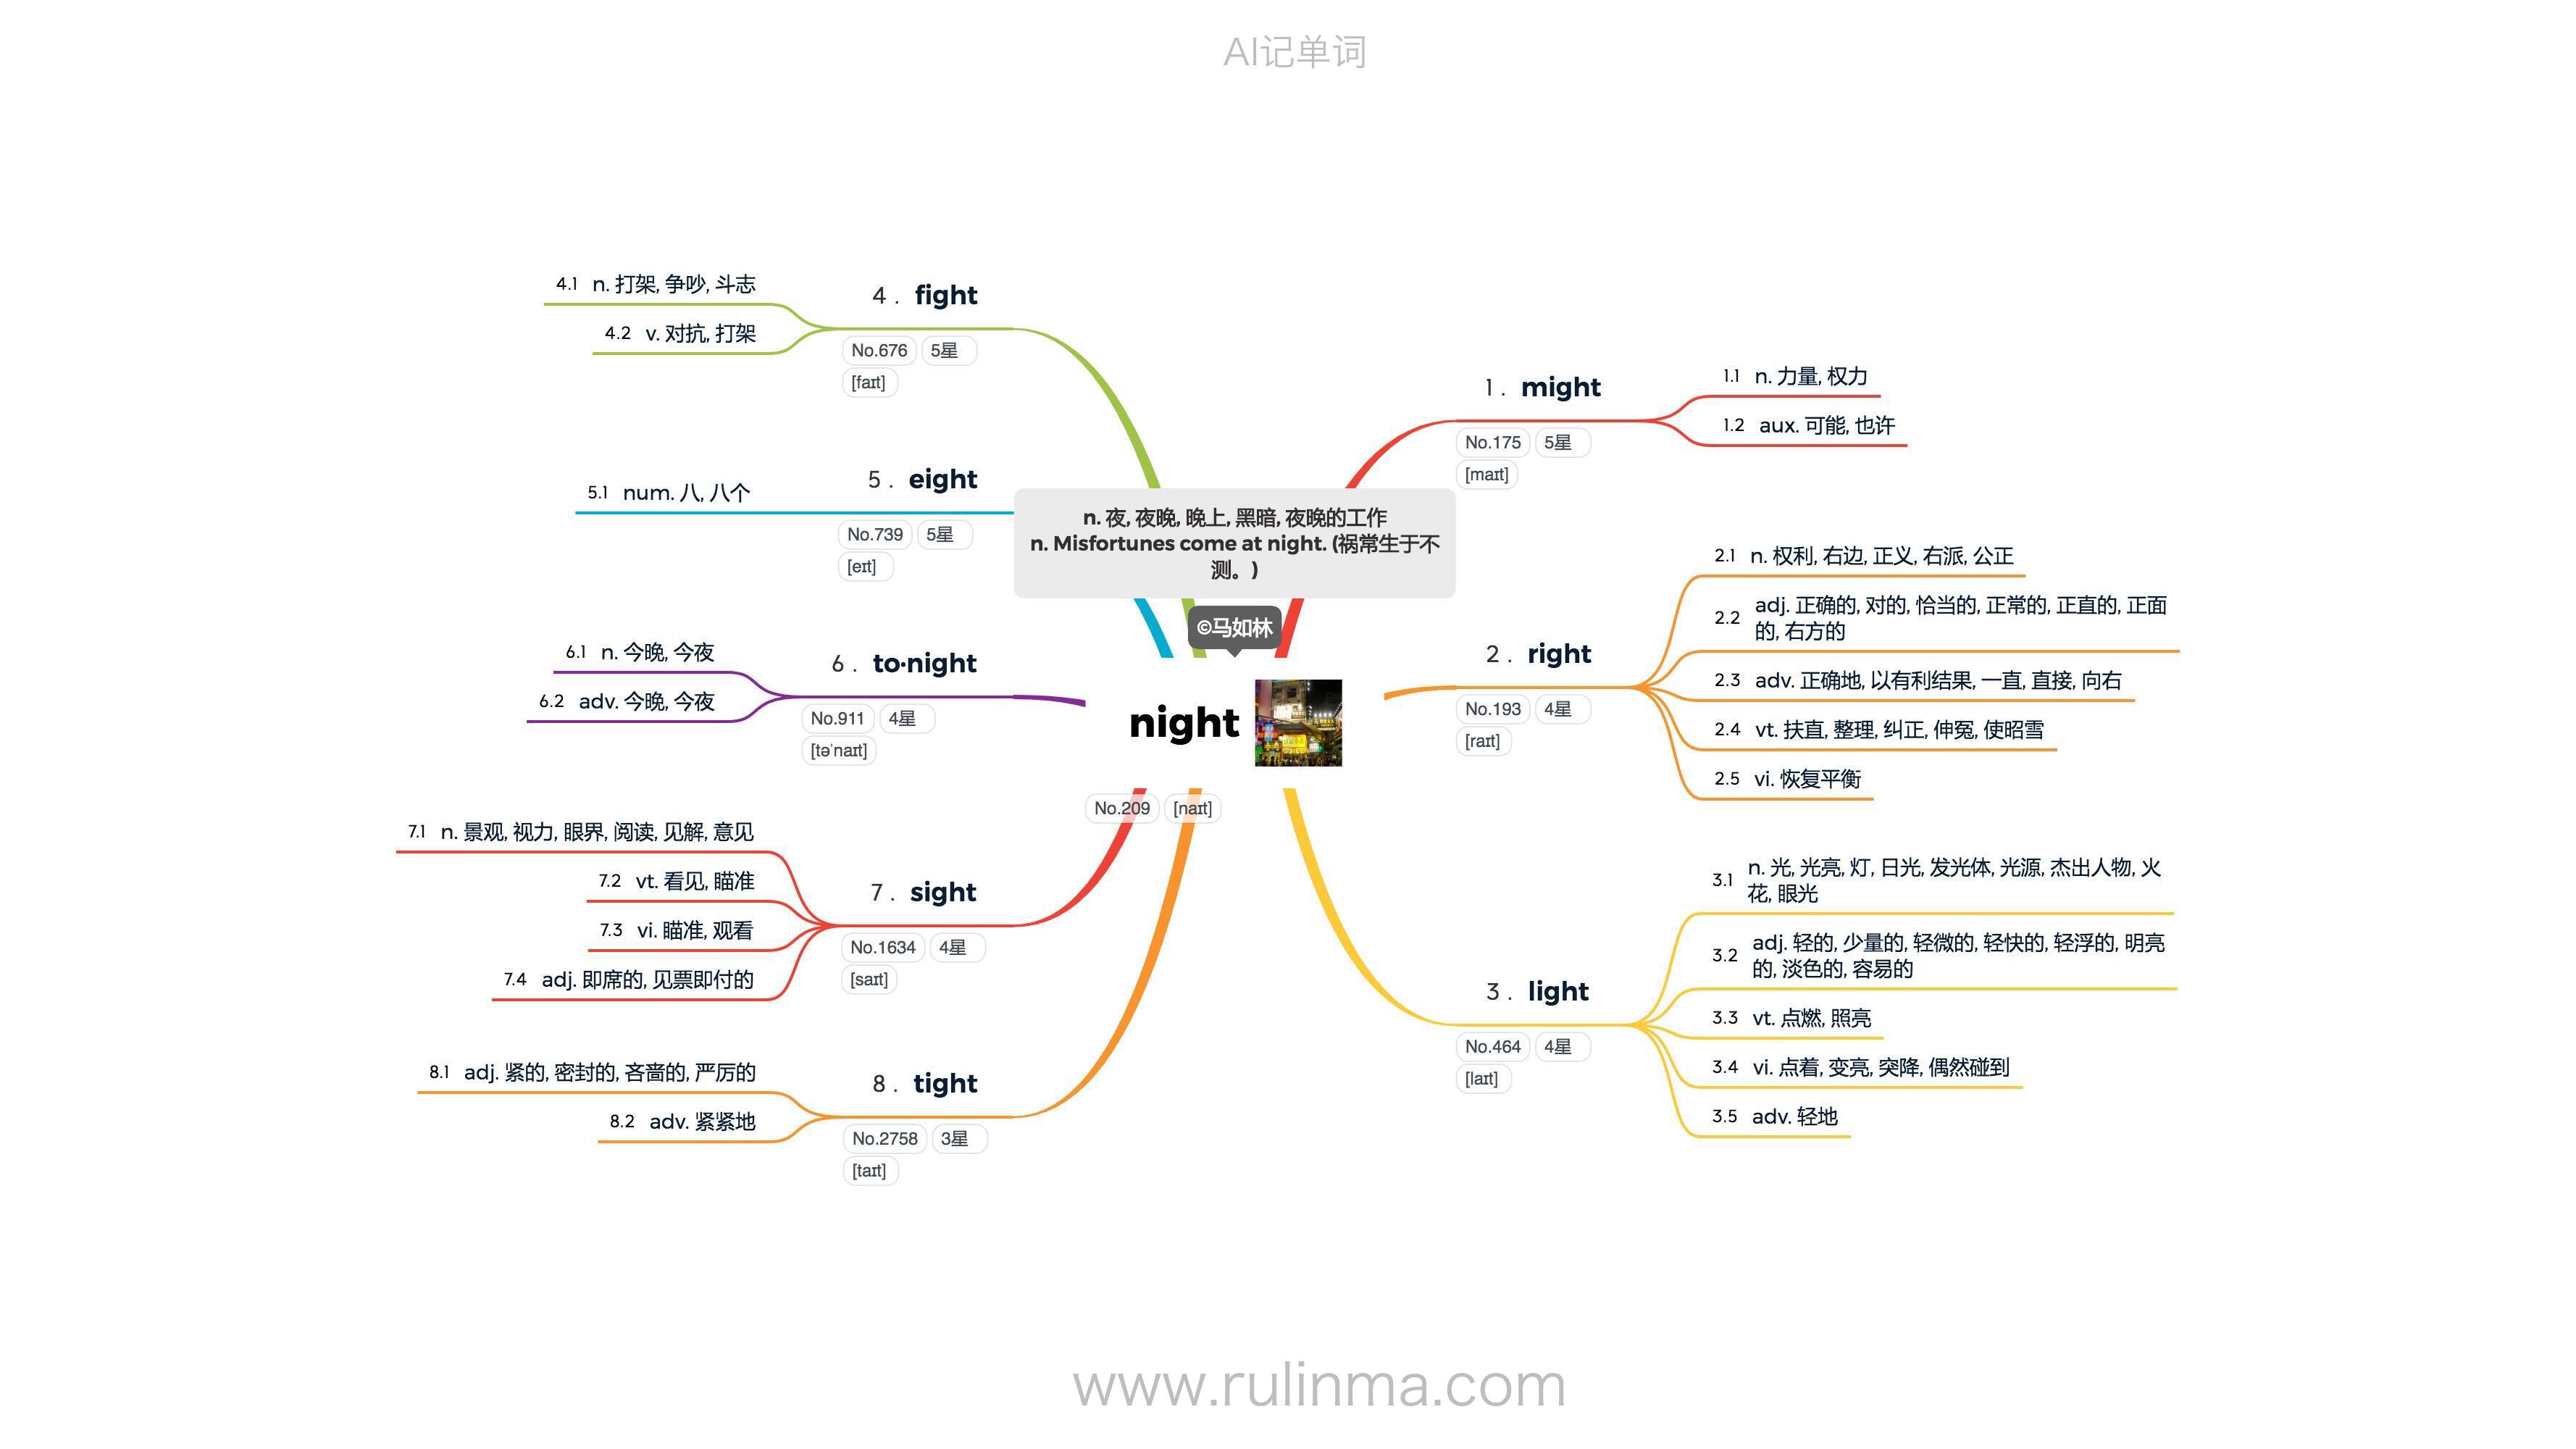 AI记单词
n. 夜, 夜晚, 晚上, 黑暗, 夜晚的工作
n. Misfortunes come at night. (祸常生于不
测。)
©马如林
night
No.209 [naɪt]
1 . might
No.175 5星
[maɪt]
1.1 n. 力量, 权力
1.2 aux. 可能, 也许
2 . right
No.193 4星
[raɪt]
2.1 n. 权利, 右边, 正义, 右派, 公正
2.2 adj. 正确的, 对的, 恰当的, 正常的, 正直的, 正面
的, 右方的
2.3 adv. 正确地, 以有利结果, 一直, 直接, 向右
2.4 vt. 扶直, 整理, 纠正, 伸冤, 使昭雪
2.5 vi. 恢复平衡
3 . light
No.464 4星
[laɪt]
3.1 n. 光, 光亮, 灯, 日光, 发光体, 光源, 杰出人物, 火
花, 眼光
3.2 adj. 轻的, 少量的, 轻微的, 轻快的, 轻浮的, 明亮
的, 淡色的, 容易的
3.3 vt. 点燃, 照亮
3.4 vi. 点着, 变亮, 突降, 偶然碰到
3.5 adv. 轻地
4 . fight
No.676 5星
[faɪt]
4.1 n. 打架, 争吵, 斗志
4.2 v. 对抗, 打架
5 . eight
No.739 5星
[eɪt]
5.1 num. 八, 八个
6 . to·night
No.911 4星
[təˈnaɪt]
6.1 n. 今晚, 今夜
6.2 adv. 今晚, 今夜
7 . sight
No.1634 4星
[saɪt]
7.1 n. 景观, 视力, 眼界, 阅读, 见解, 意见
7.2 vt. 看见, 瞄准
7.3 vi. 瞄准, 观看
7.4 adj. 即席的, 见票即付的
8 . tight
No.2758 3星
[taɪt]
8.1 adj. 紧的, 密封的, 吝啬的, 严厉的
8.2 adv. 紧紧地
www.rulinma.com